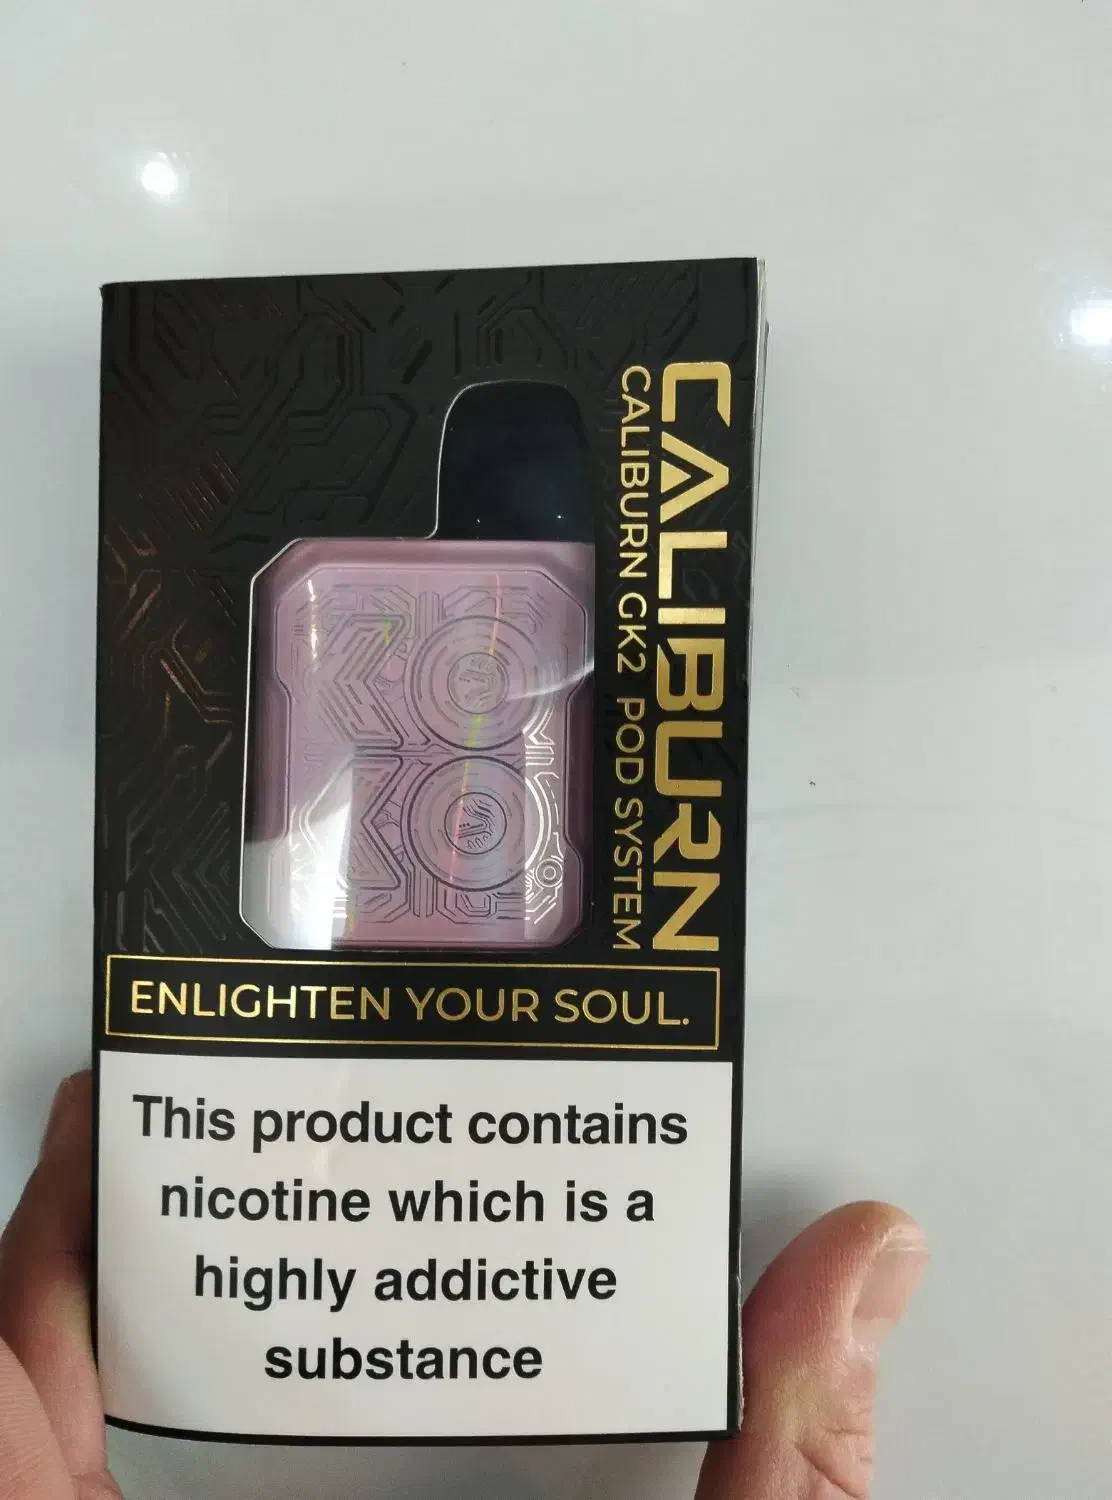 CALIBURN
CALIBURN GK2 POD SYSTEM
ENLIGHTEN YOUR SOUL.
This product contains
nicotine which is a
highly addictive
substance